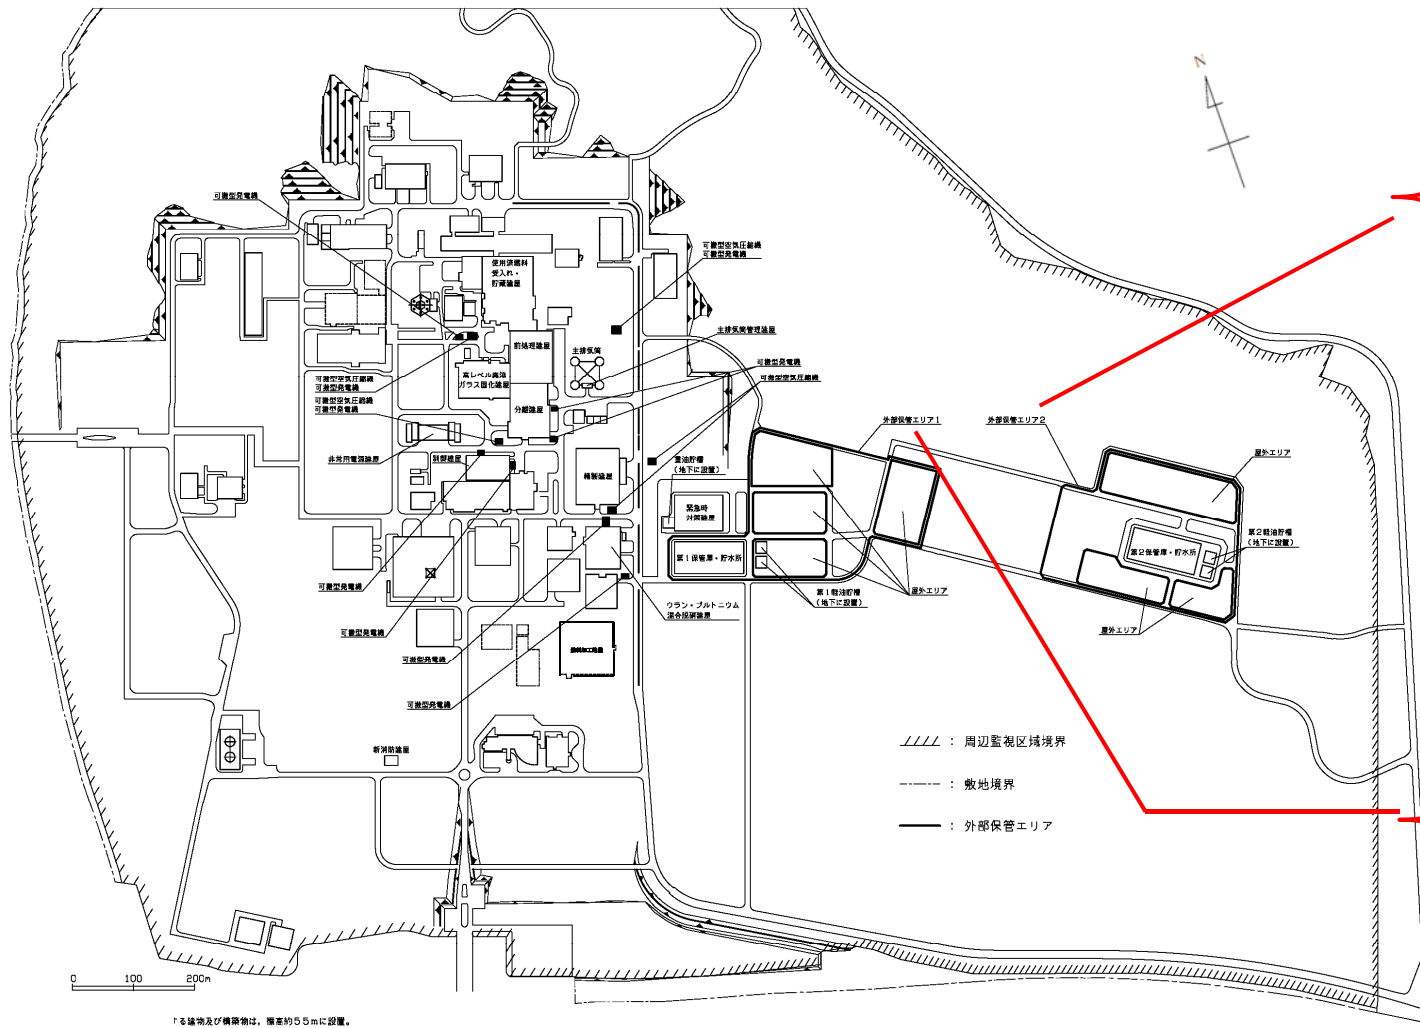 N
可搬型発電機
可搬型空気圧縮機
可搬型発電機
使用済燃料
受入れ・
貯蔵建屋
主排気筒管理建屋
前処理建屋
主排気筒
可搬型発電機
高レベル廃液
ガラス固化建屋
可搬型空気圧縮機
可搬型空気圧縮機
可搬型発電機
可搬型空気圧縮機
可搬型発電機
分離建屋
外部保管エリア1
外部保管エリア2
非常用電源建屋
制御建屋
精製建屋
重油貯槽
(地下に設置)
屋外エリア
緊急時
対策建屋
第2軽油貯槽
(地下に設置)
第1保管庫・貯水所
第2保管庫・貯水所
可搬型発電機
第1軽油貯槽
(地下に設置)
屋外エリア
ウラン・プルトニウム
混合脱硝建屋
可搬型発電機
屋外エリア
可搬型発電機
燃料加工建屋
可搬型発電機
新消防建屋
: 周辺監視区域境界
: 敷地境界
: 外部保管エリア
0 100 200m
する建物及び構築物は、標高約55mに設置。